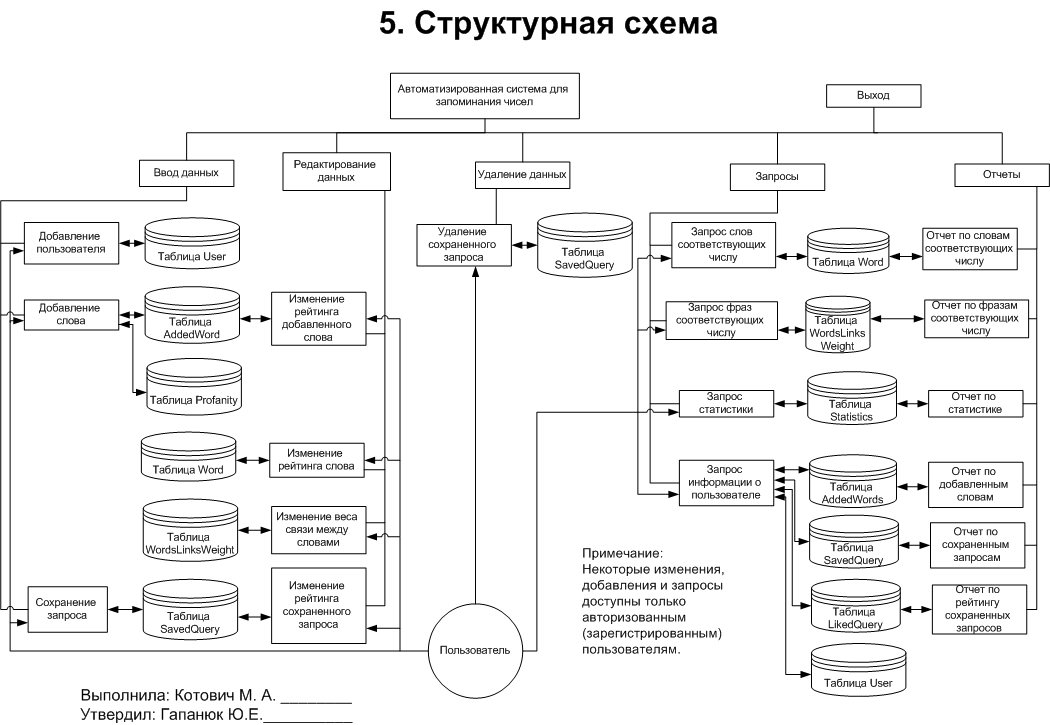 5. Структурная схема
Автоматизированная система для
запоминания чисел
Выход
Ввод данных
Редактирование
данных
Удаление данных
Запросы
Отчеты
Добавление
пользователя
Таблица User
Удаление
сохраненного
запроса
Таблица
SavedQuery
Запрос слов
соответствующих
числу
Таблица Word
Отчет по словам
соответствующих
числу
Добавление
слова
Таблица
AddedWord
Изменение
рейтинга
добавленного
слова
Запрос фраз
соответствующих
числу
Таблица
WordsLinks
Weight
Отчет по фразам
соответствующих
числу
Таблица Profanity
Запрос
статистики
Таблица
Statistics
Отчет по
статистике
Таблица Word
Изменение
рейтинга слова
Запрос
информации о
пользователе
Таблица
AddedWords
Отчет по
добавленным
словам
Таблица
WordsLinksWeight
Изменение веса
связи между
словами
Таблица
SavedQuery
Отчет по
сохраненным
запросам
Сохранение
запроса
Таблица
SavedQuery
Изменение
рейтинга
сохраненного
запроса
Таблица
LikedQuery
Отчет по
рейтингу
сохраненных
запросов
Пользователь
Таблица User
Примечание:
Некоторые изменения,
добавления и запросы
доступны только
авторизованным
(зарегистрированным)
пользователям.
Выполнила: Котович М. А. ________
Утвердил: Гапанюк Ю.Е.__________